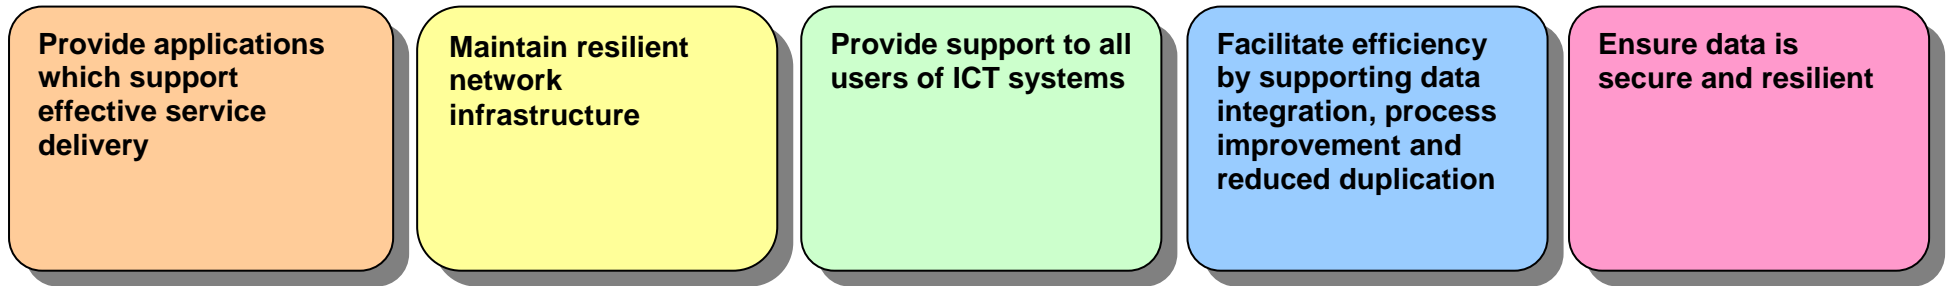 Provide applications
which support
effective service
delivery
Maintain resilient
network
infrastructure
Provide support to all
users of ICT systems
Facilitate efficiency
by supporting data
integration, process
improvement and
reduced duplication
Ensure data is
secure and resilient